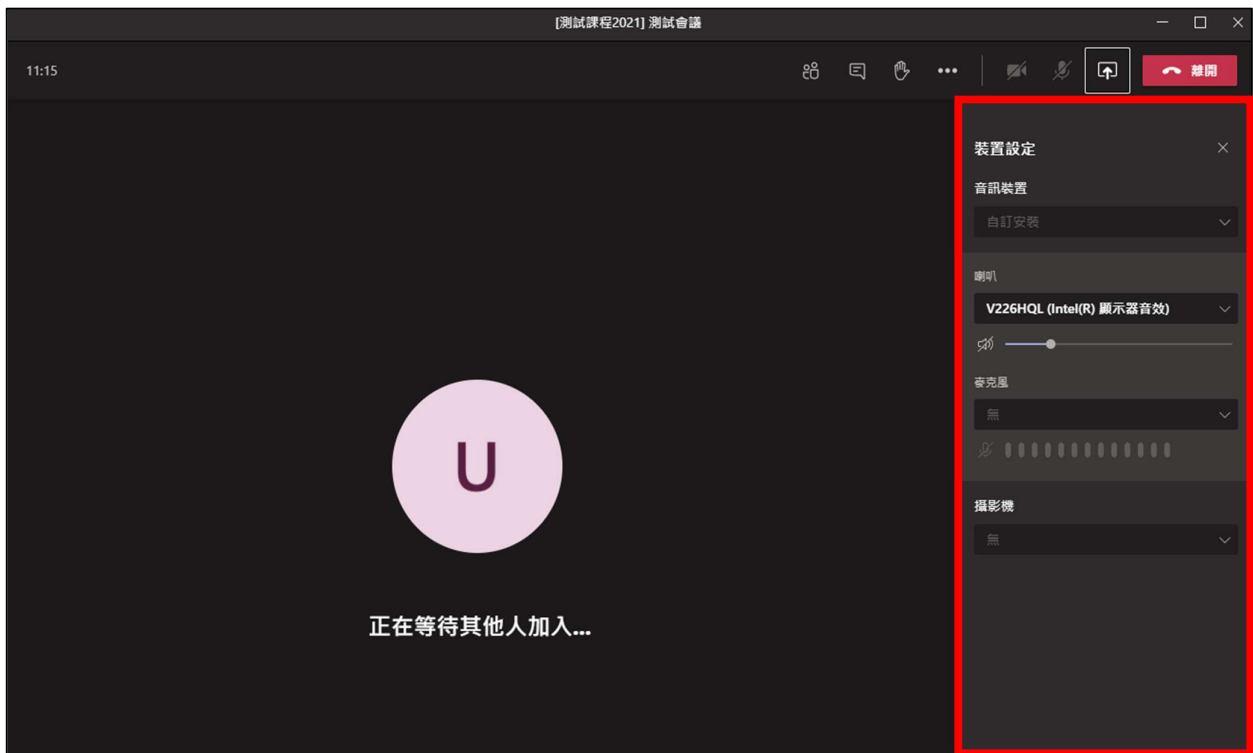 [測試課程2021] 測試會議
11:15
離開
裝置設定
音訊裝置
自訂安裝
喇叭
V226HQL (Intel(R) 顯示器音效)
麥克風
無
攝影機
無
U
正在等待其他人加入...